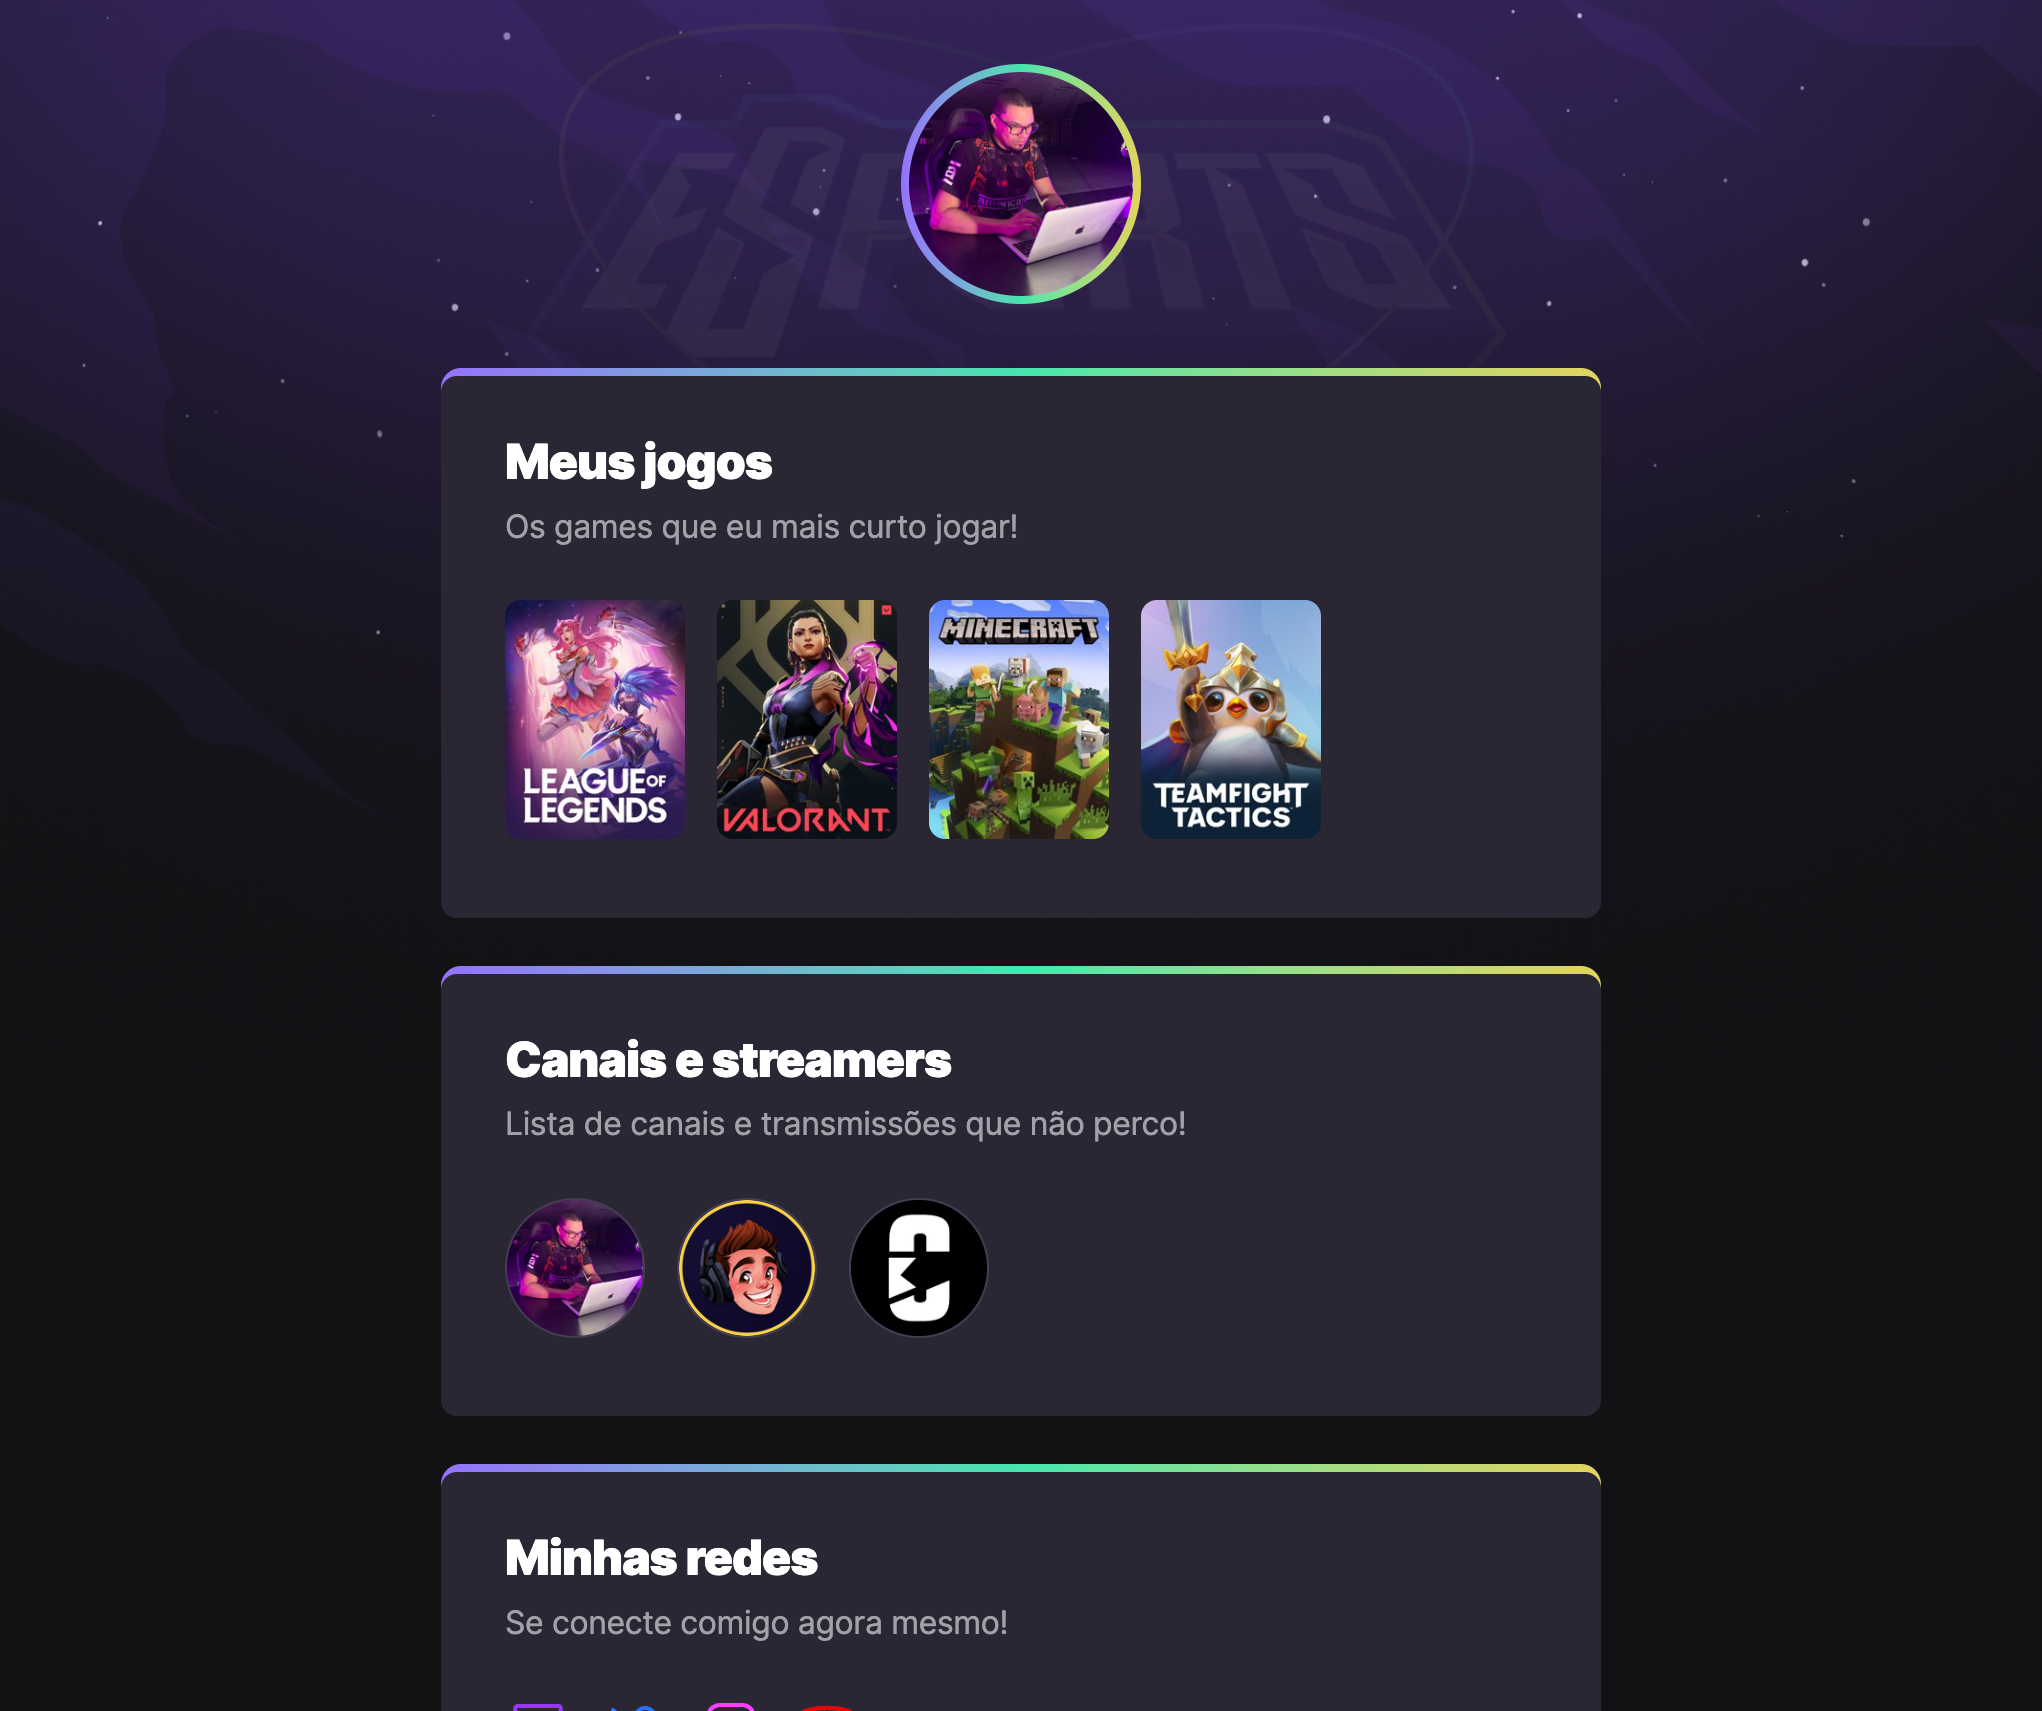 ESPORTS
Meus jogos
Os games que eu mais curto jogar!
LEAGUE OF
LEGENDS
VALORANT
MINECRAFT
TEAMFIGHT
TACTICS
Canais e streamers
Lista de canais e transmissões que não perco!
Minhas redes
Se conecte comigo agora mesmo!